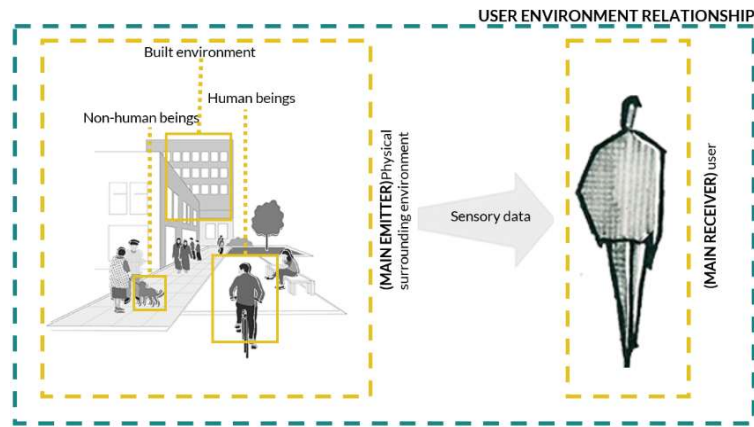 USER ENVIRONMENT RELATIONSHIP
Built environment
Human beings
Non-human beings
(MAIN EMITTER)Physical
surrounding environment
Sensory data
(MAIN RECEIVER) user